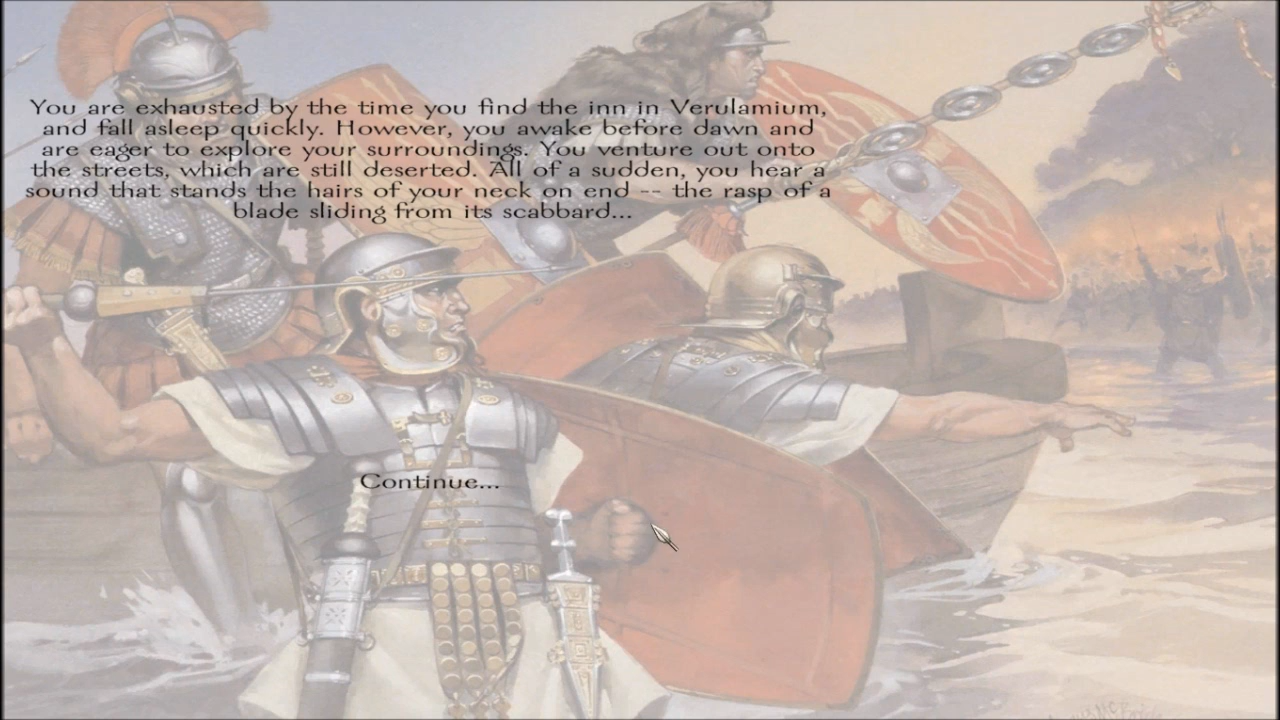 You are exhausted by the time you find the inn in Verulamium,
and fall asleep quickly. However, you awake before dawn and
are eager to explore your surroundings. You venture out onto
the streets, which are still deserted. All of a sudden, you hear a
sound that stands the hairs of your neck on end -- the rasp of a
blade sliding from its scabbard...
Continue...